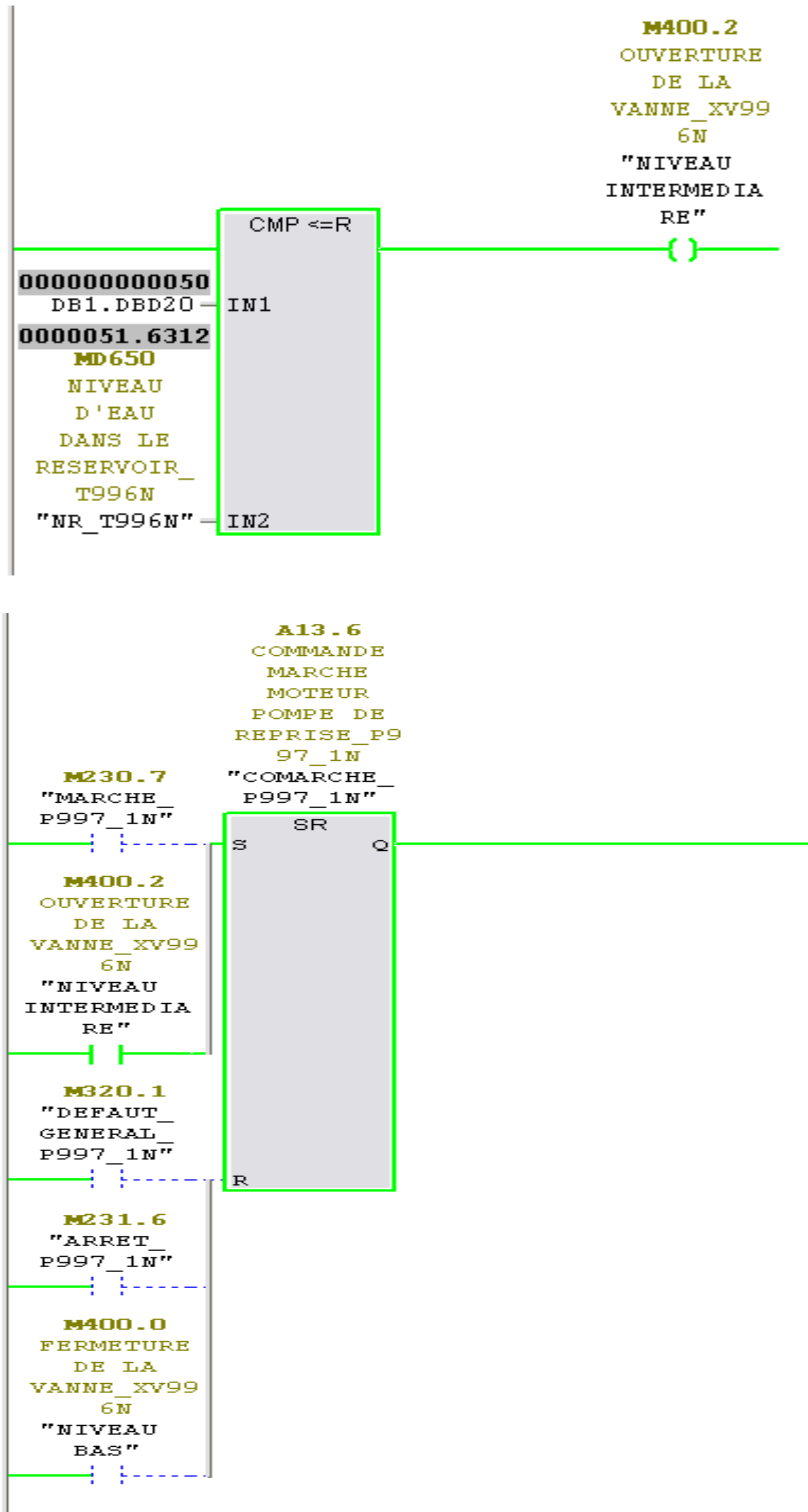 M400.2
OUVERTURE
DE LA
VANNE_XV99
6N
"NIVEAU
INTERMEDIA
RE"
CMP <=R
000000000050
DB1.DBD20
IN1
0000051.6312
MD650
NIVEAU
D'EAU
DANS LE
RESERVOIR_
T996N
"NR_T996N"
IN2
A13.6
COMMANDE
MARCHE
MOTEUR
POMPE DE
REPRISE_P9
97_1N
"COMARCHE_
P997_1N"
M230.7
"MARCHE_
P997_1N"
SR
S
Q
M400.2
OUVERTURE
DE LA
VANNE_XV99
6N
"NIVEAU
INTERMEDIA
RE"
M320.1
"DEFAUT_
GENERAL_
P997_1N"
R
M231.6
"ARRET_
P997_1N"
M400.0
FERMETURE
DE LA
VANNE_XV99
6N
"NIVEAU
BAS"